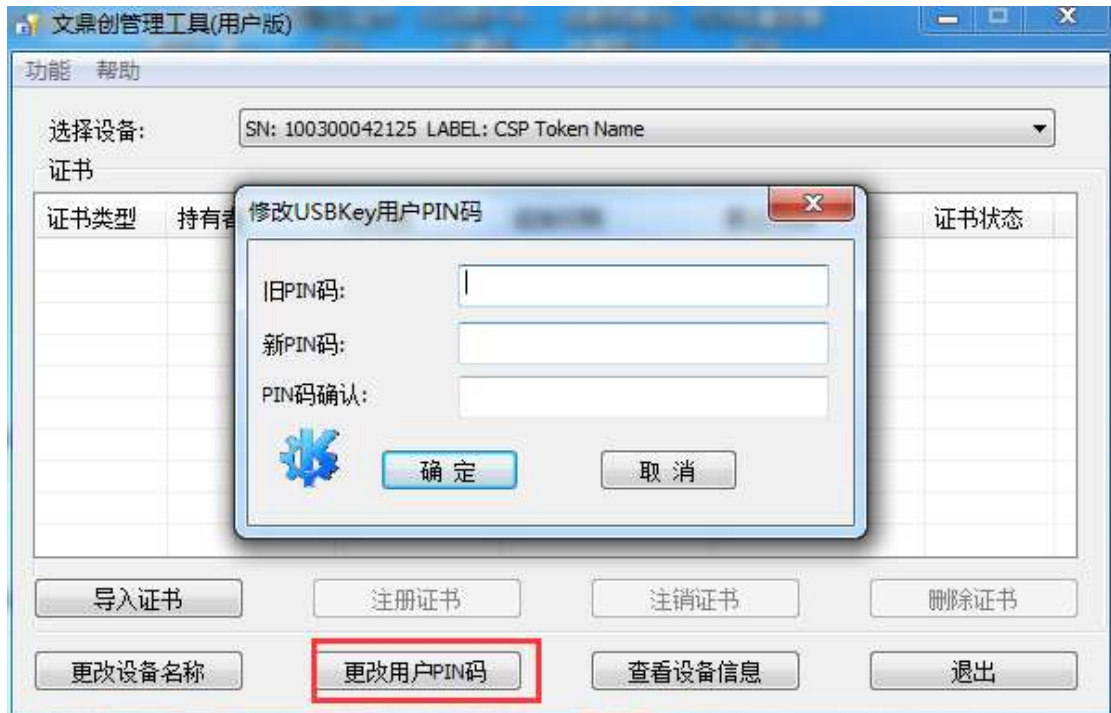 文鼎创管理工具(用户版)
功能 帮助
选择设备: SN: 100300042125 LABEL: CSP Token Name
证书
证书类型 持有者 证书状态
修改USBKey用户PIN码
旧PIN码:
新PIN码:
PIN码确认:
确定 取消
导入证书 注册证书 注销证书 删除证书
更改设备名称 更改用户PIN码 查看设备信息 退出